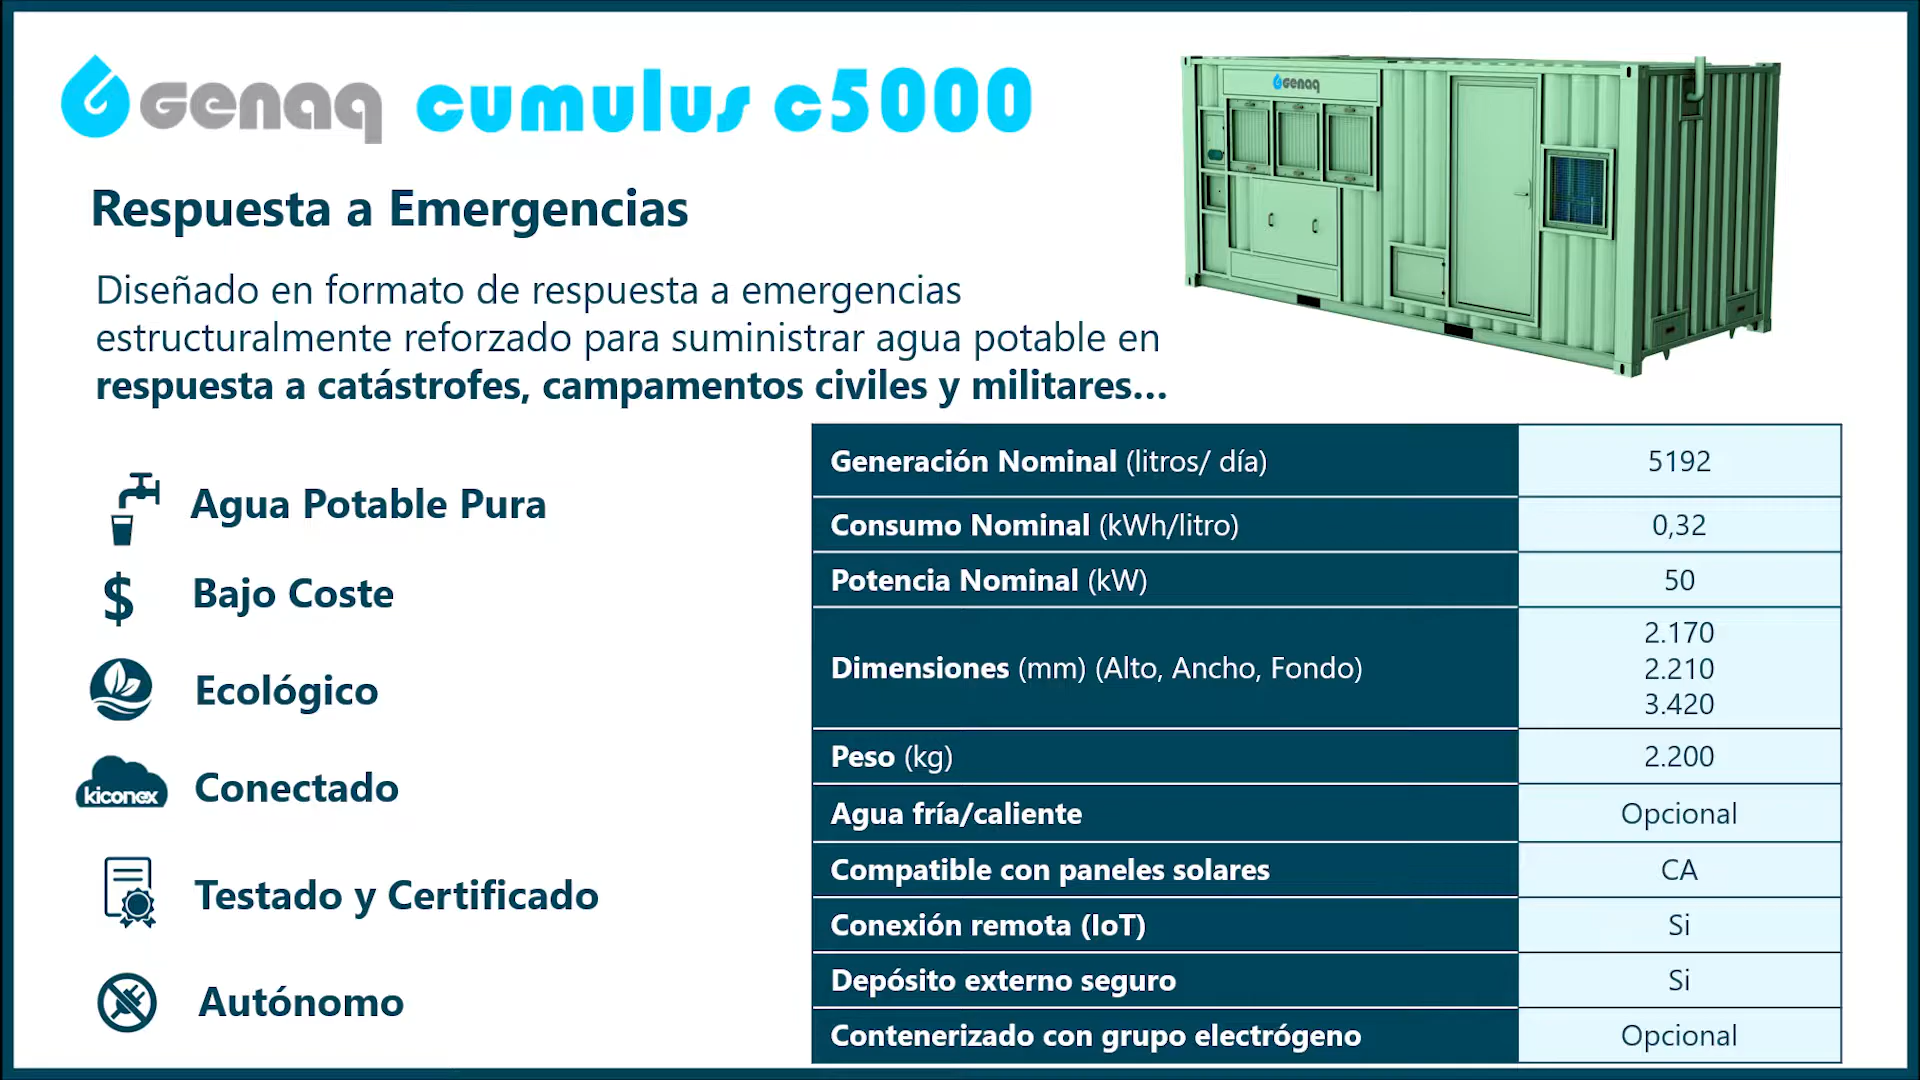 Genaq cumulus c5000
Genaq
Respuesta a Emergencias
Diseñado en formato de respuesta a emergencias
estructuralmente reforzado para suministrar agua potable en
respuesta a catástrofes, campamentos civiles y militares...
Agua Potable Pura
$
Bajo Coste
Ecológico
kiconex
Conectado
Testado y Certificado
Autónomo
Generación Nominal (litros/ día) 5192
Consumo Nominal (kWh/litro) 0,32
Potencia Nominal (kW) 50
Dimensiones (mm) (Alto, Ancho, Fondo)
2.170
2.210
3.420
Peso (kg) 2.200
Agua fría/caliente Opcional
Compatible con paneles solares CA
Conexión remota (IoT) Si
Depósito externo seguro Si
Contenerizado con grupo electrógeno Opcional